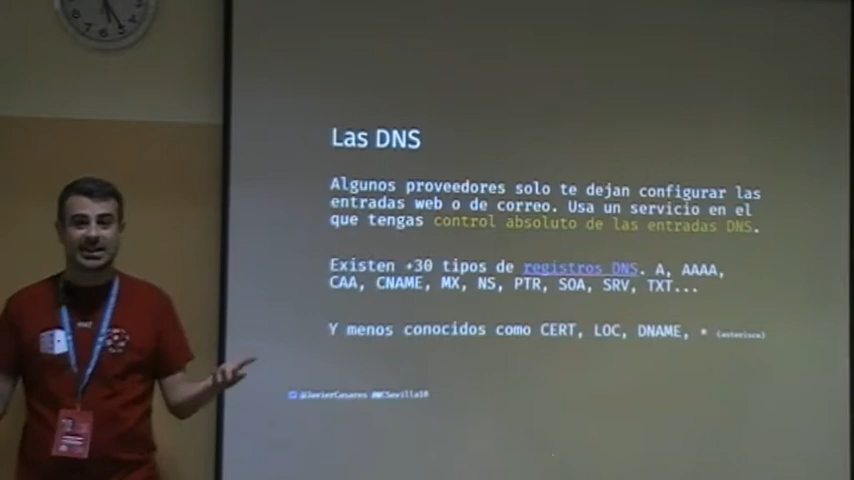 Las DNS
Algunos proveedores solo te dejan configurar las
entradas web o de correo. Usa un servicio en el
que tengas control absoluto de las entradas DNS.
Existen +30 tipos de registros DNS. A, AAAA,
CAA, CNAME, MX, NS, PTR, SOA, SRV, TXT...
Y menos conocidos como CERT, LOC, DNAME, * (asterisco)
@JavierCasares #WCSevilla18